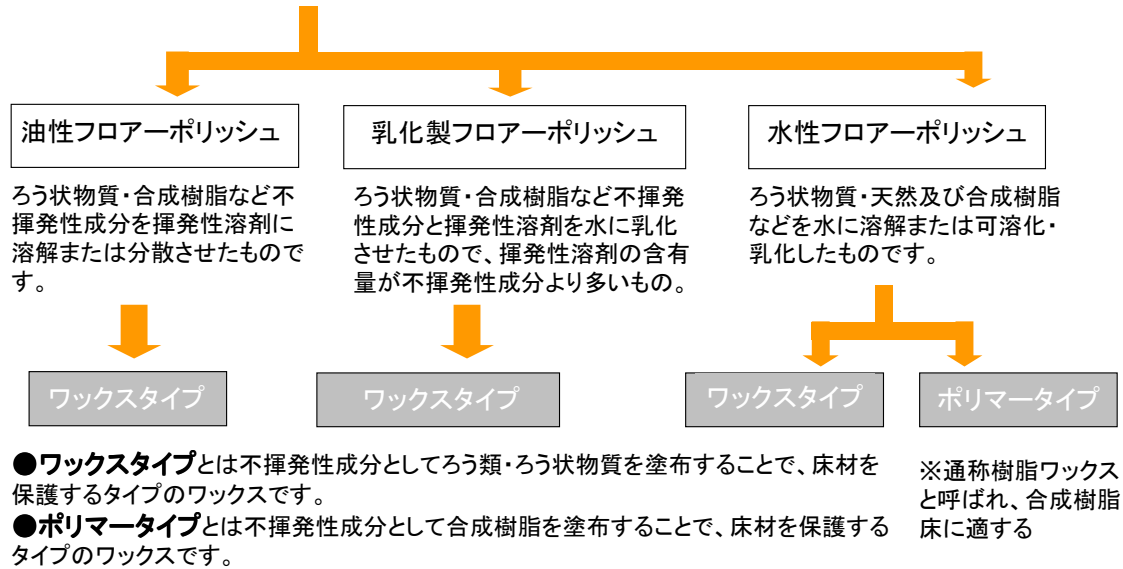 油性フロアーポリッシュ
乳化製フロアーポリッシュ
水性フロアーポリッシュ
ろう状物質・合成樹脂など不
揮発性成分を揮発性溶剤に
溶解または分散させたもので
す。
ろう状物質・合成樹脂など不揮発
性成分と揮発性溶剤を水に乳化
させたもので、揮発性溶剤の含有
量が不揮発性成分より多いもの。
ろう状物質・天然及び合成樹脂
などを水に溶解または可溶化・
乳化したものです。
ワックスタイプ
ワックスタイプ
ワックスタイプ
ポリマータイプ
●ワックスタイプとは不揮発性成分としてろう類・ろう状物質を塗布することで、床材を
保護するタイプのワックスです。
●ポリマータイプとは不揮発性成分として合成樹脂を塗布することで、床材を保護する
タイプのワックスです。
※通称樹脂ワックス
と呼ばれ、合成樹脂
床に適する